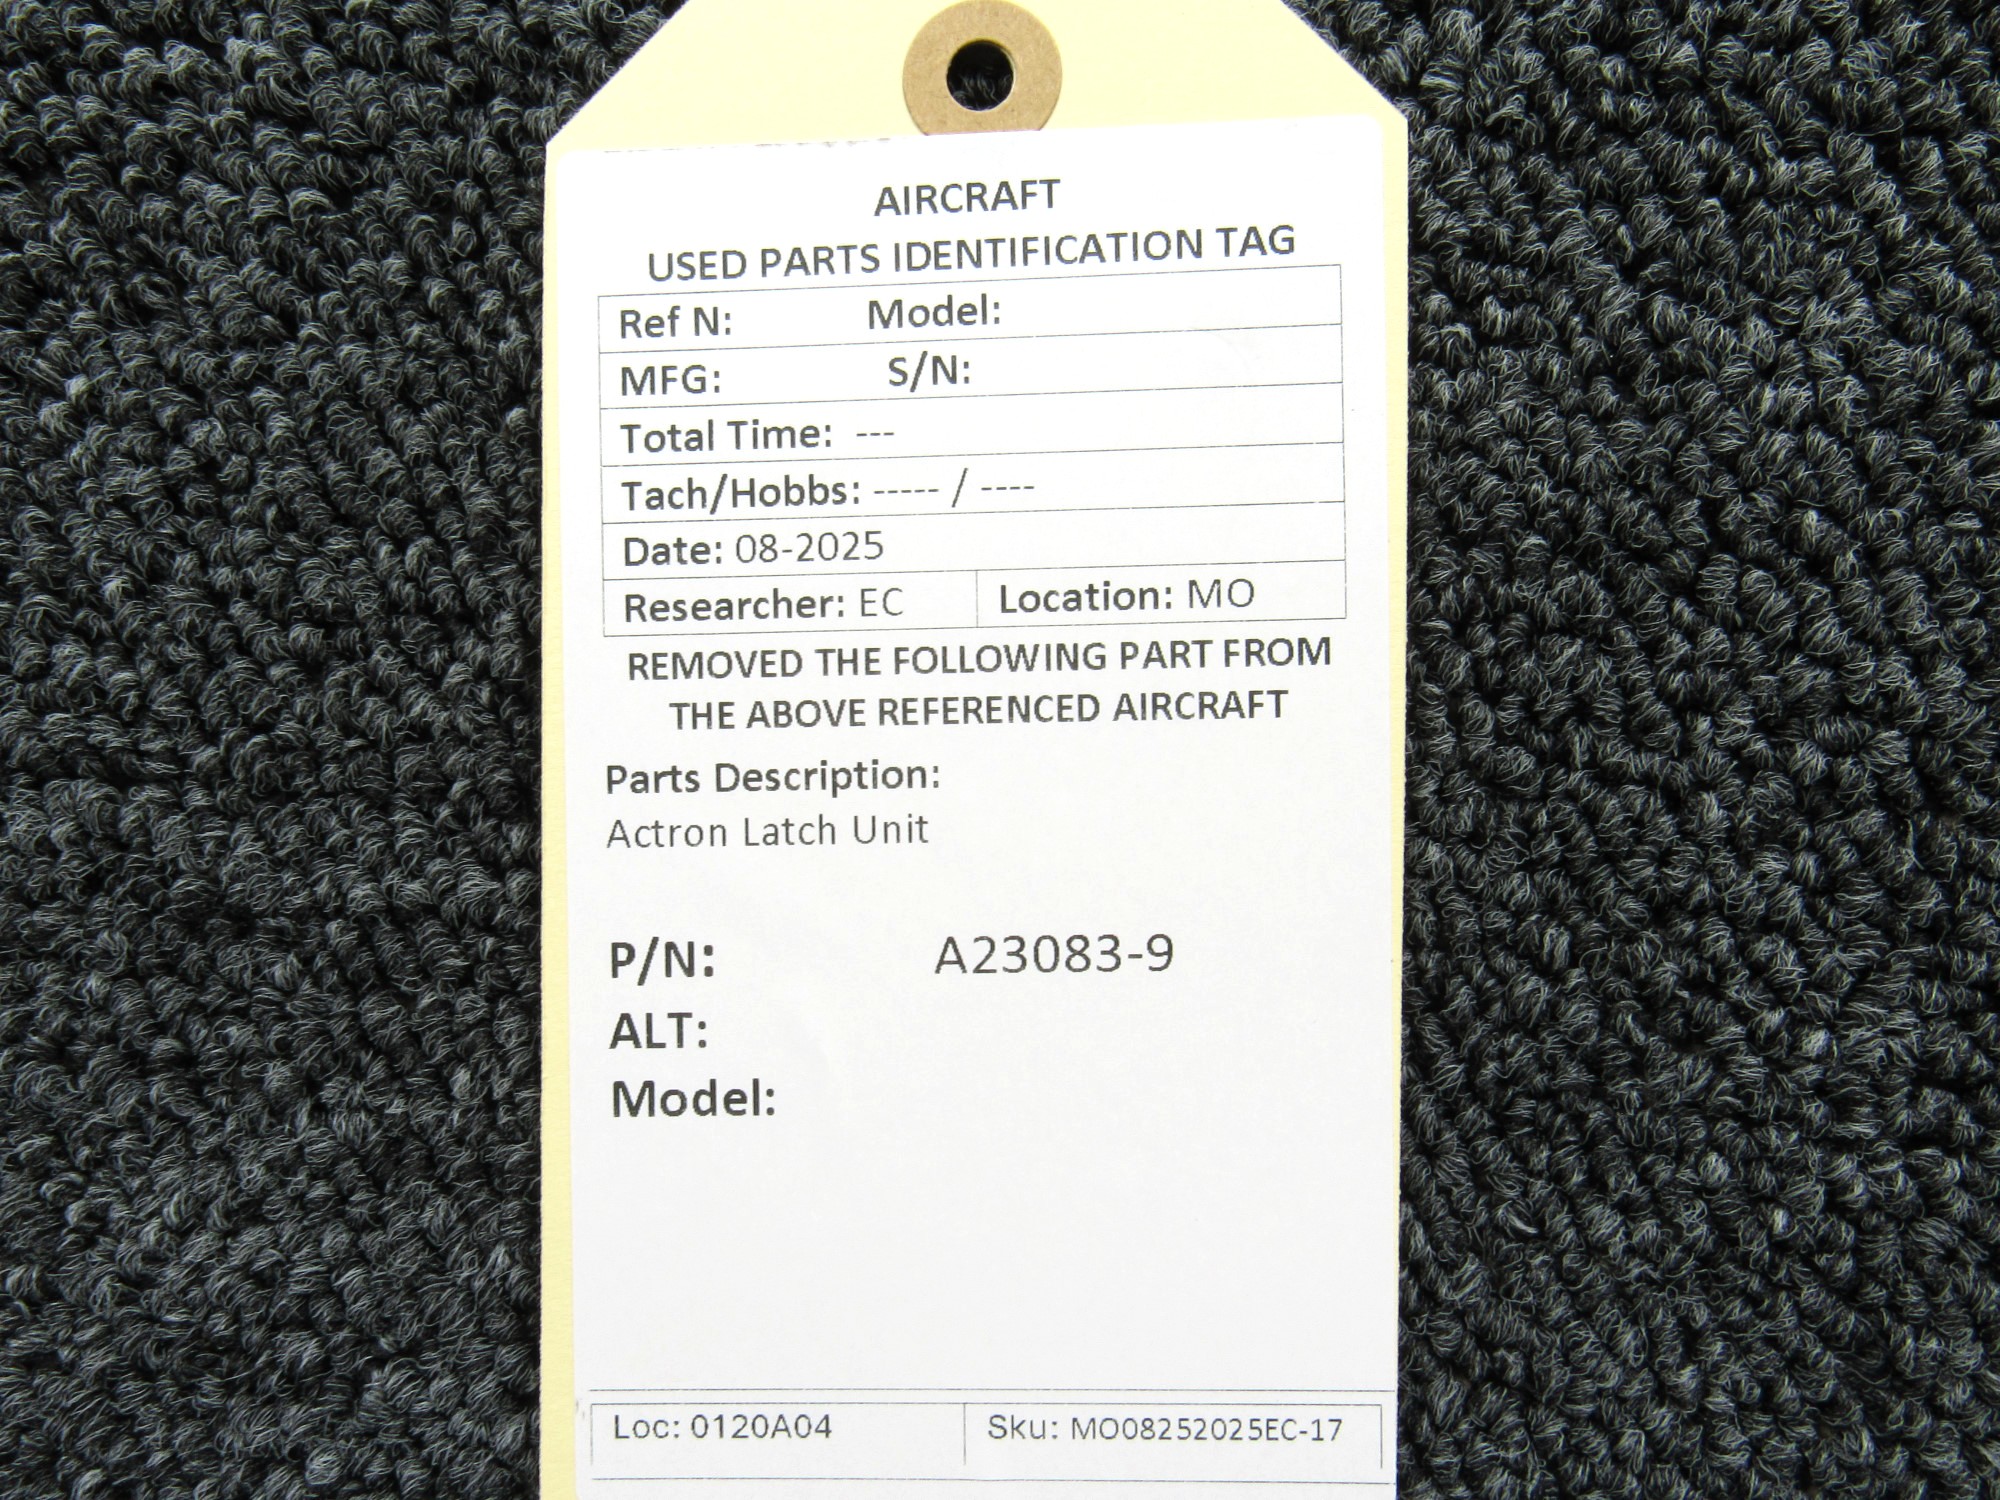 AIRCRAFT
USED PARTS IDENTIFICATION TAG
Ref N: Model:
MFG: S/N:
Total Time: ---
Tach/Hobbs: ----- / ----
Date: 08-2025
Researcher: EC Location: MO
REMOVED THE FOLLOWING PART FROM
THE ABOVE REFERENCED AIRCRAFT
Parts Description:
Actron Latch Unit
P/N: A23083-9
ALT:
Model:
Loc: 0120A04 Sku: MO08252025EC-17